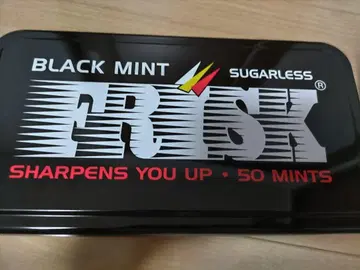 BLACK MINT SUGARLESS
FRISK®
SHARPENS YOU UP • 50 MINTS